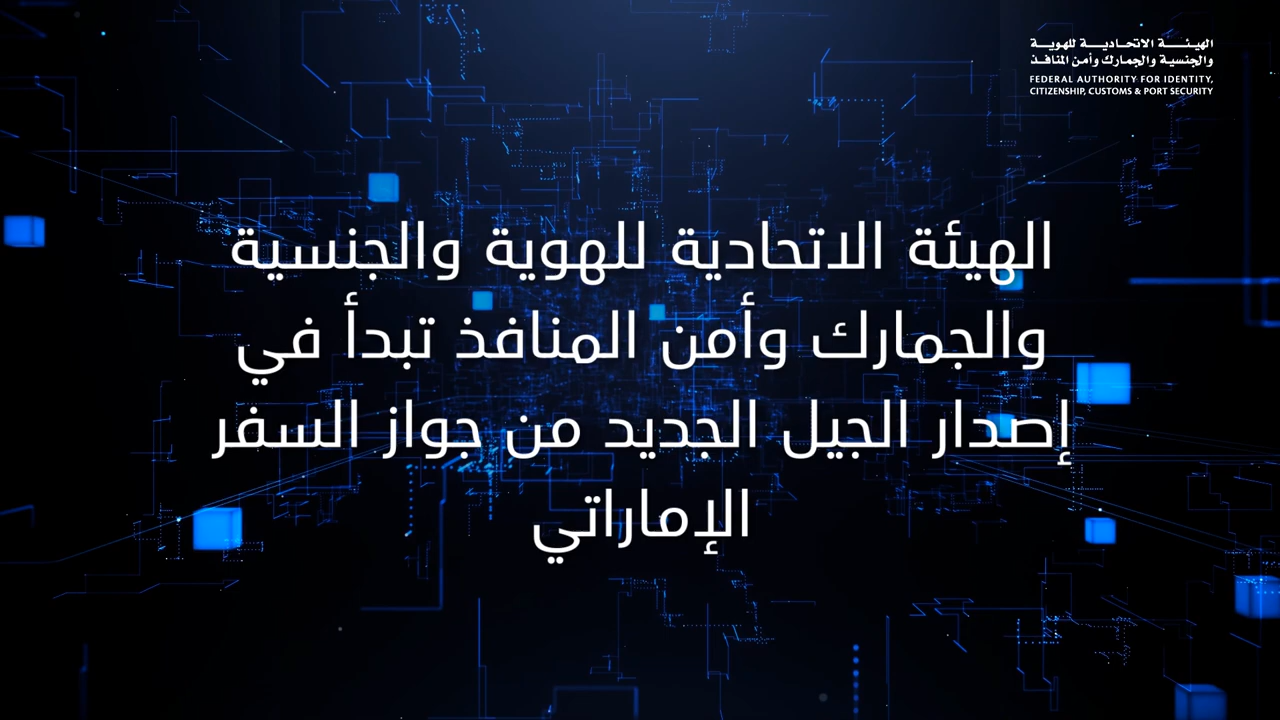 الهيئة الاتحادية للهوية
والجنسية والجمارك وأمن المنافذ
FEDERAL AUTHORITY FOR IDENTITY,
CITIZENSHIP, CUSTOMS & PORT SECURITY
الهيئة الاتحادية للهوية والجنسية
والجمارك وأمن المنافذ تبدأ في
إصدار الجيل الجديد من جواز السفر
الإماراتي